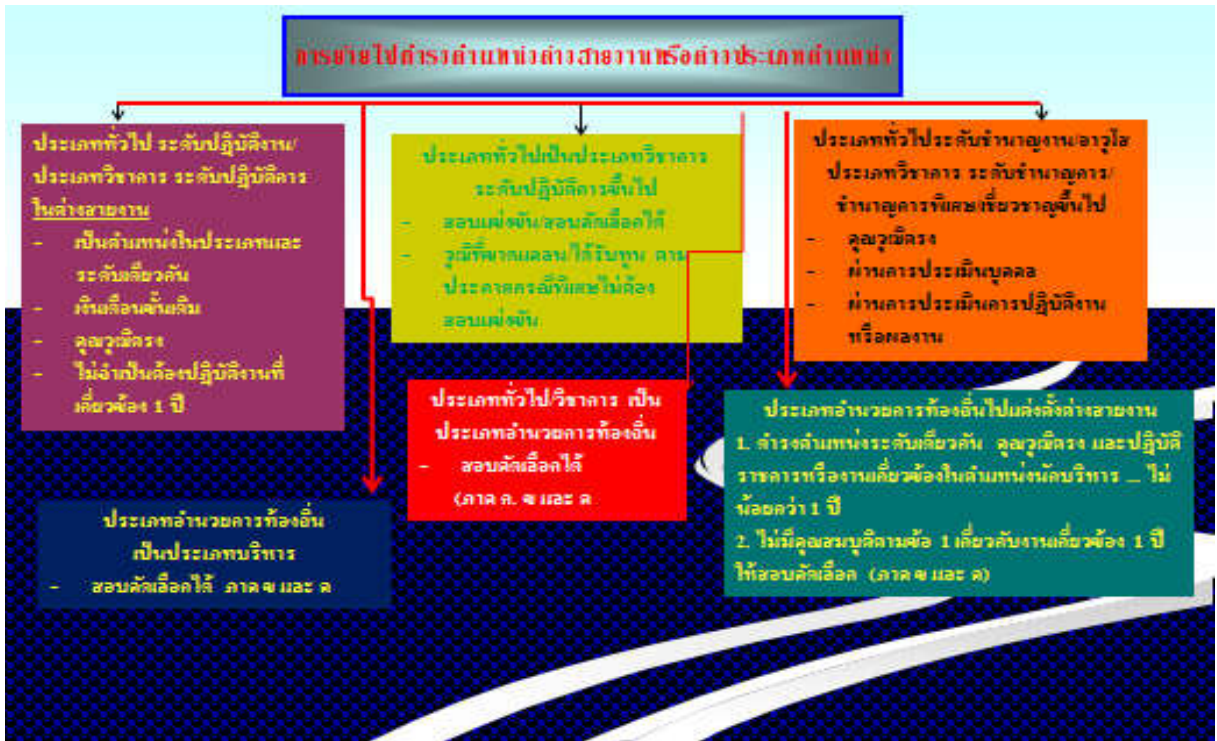 การย้ายไปดำรงตำแหน่งต่างสายงานหรือต่างประเภทตำแหน่ง
ประเภททั่วไป ระดับปฏิบัติงาน/
ประเภทวิชาการ ระดับปฏิบัติการ
ในต่างสายงาน
- เป็นตำแหน่งในประเภทและ
ระดับเดียวกัน
- เงินเดือนขั้นเดิม
- คุณวุฒิตรง
- ไม่จำเป็นต้องปฏิบัติงานที่
เกี่ยวข้อง 1 ปี
ประเภททั่วไปเป็นประเภทวิชาการ
ระดับปฏิบัติการขึ้นไป
- สอบแข่งขัน/สอบคัดเลือกได้
- วุฒิที่ขาดแคลน/ได้รับทุน ตาม
ประกาศกรณีพิเศษไม่ต้อง
สอบแข่งขัน
ประเภททั่วไประดับชำนาญงาน/อาวุโส
ประเภทวิชาการ ระดับชำนาญการ/
ชำนาญการพิเศษ/เชี่ยวชาญขึ้นไป
- คุณวุฒิตรง
- ผ่านการประเมินบุคคล
- ผ่านการประเมินการปฏิบัติงาน
หรือผลงาน
ประเภททั่วไป/วิชาการ เป็น
ประเภทอำนวยการท้องถิ่น
- สอบคัดเลือกได้
(ภาค ก. ข และ ค
ประเภทอำนวยการท้องถิ่นไปแต่งตั้งต่างสายงาน
1. ดำรงตำแหน่งระดับเดียวกัน คุณวุฒิตรง และปฏิบัติ
ราชการหรืองานเกี่ยวข้องในตำแหน่งนักบริหาร ... ไม่
น้อยกว่า 1 ปี
2. ไม่มีคุณสมบัติตามข้อ 1 เกี่ยวกับงานเกี่ยวข้อง 1 ปี
ให้สอบคัดเลือก (ภาค ข และ ค)
ประเภทอำนวยการท้องถิ่น
เป็นประเภทบริหาร
- สอบคัดเลือกได้ ภาค ข และ ค